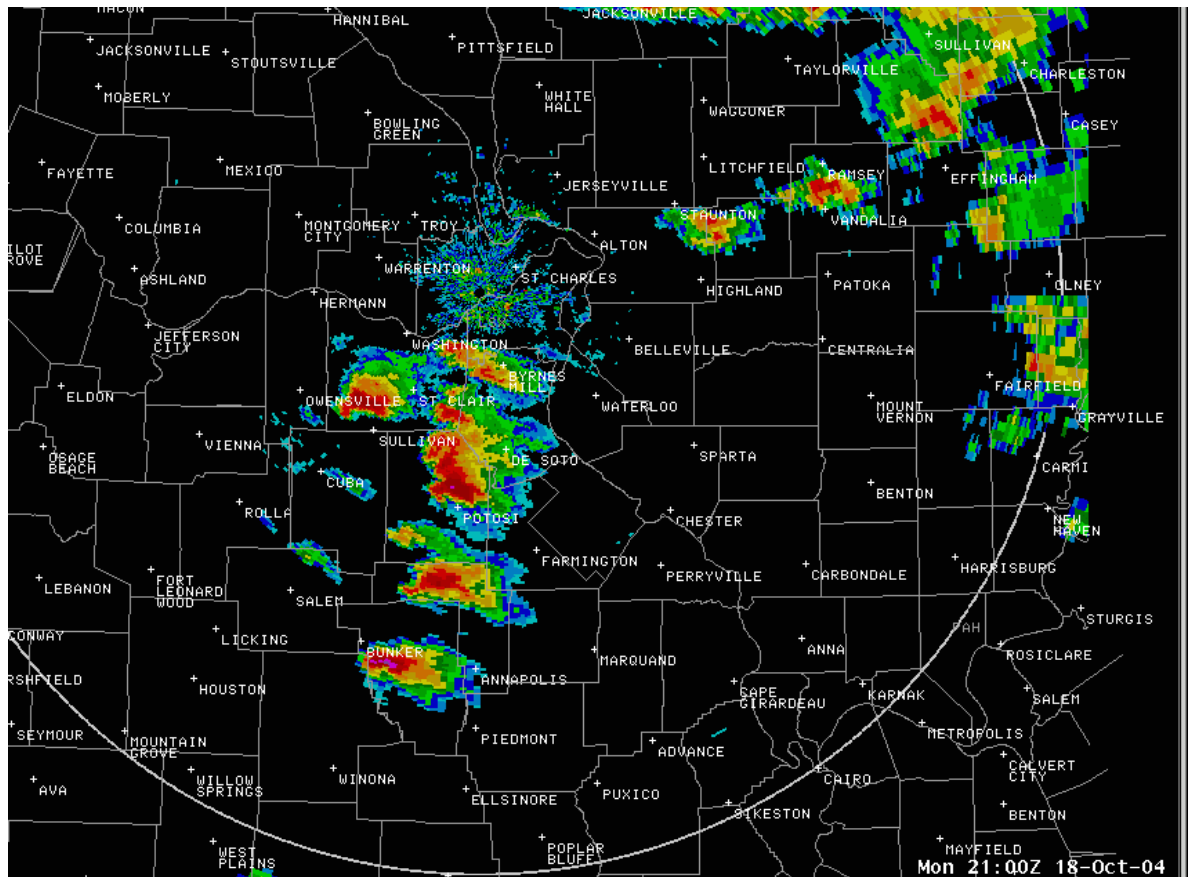 MACON
HANNIBAL
JACKSONVILLE
PITTSFIELD
SULLIVAN
JACKSONVILLE
STOUTSVILLE
TAYLORVILLE
CHARLESTON
MOBERLY
WHITE
HALL
WAGGONER
BOWLING
GREEN
CASEY
FAYETTE
MEXICO
JERSEYVILLE
LITCHFIELD
RAMSEY
EFFINGHAM
COLUMBIA
MONTGOMERY
CITY
TROY
STAUNTON
VANDALIA
ILOT
ROVE
ALTON
WARRENTON
ST CHARLES
ASHLAND
HIGHLAND
PATOKA
OLNEY
HERMANN
JEFFERSON
CITY
WASHINGTON
BELLEVILLE
CENTRALIA
BYRNES
MILL
ELDON
OWENSVILLE
ST CLAIR
WATERLOO
MOUNT
VERNON
FAIRFIELD
GRAYVILLE
VIENNA
SULLIVAN
OSAGE
BEACH
DE SOTO
SPARTA
CARMI
CUBA
BENTON
ROLLA
POTOSI
CHESTER
NEW
HAVEN
FARMINGTON
LEBANON
FORT
LEONARD
WOOD
SALEM
PERRYVILLE
CARBONDALE
HARRISBURG
STURGIS
CONWAY
LICKING
PAH
BUNKER
MARQUAND
ANNA
ROSICLARE
RSHFIELD
HOUSTON
ANNAPOLIS
CAPE
GIRARDEAU
KARNAK
SALEM
SEYMOUR
MOUNTAIN
GROVE
PIEDMONT
ADVANCE
METROPOLIS
AVA
WILLOW
SPRINGS
WINONA
CAIRO
CALVERT
CITY
ELLSINORE
PUXICO
SIKESTON
BENTON
WEST
PLAINS
POPLAR
BLUFF
MAYFIELD
Mon 21:00Z 18-Oct-04